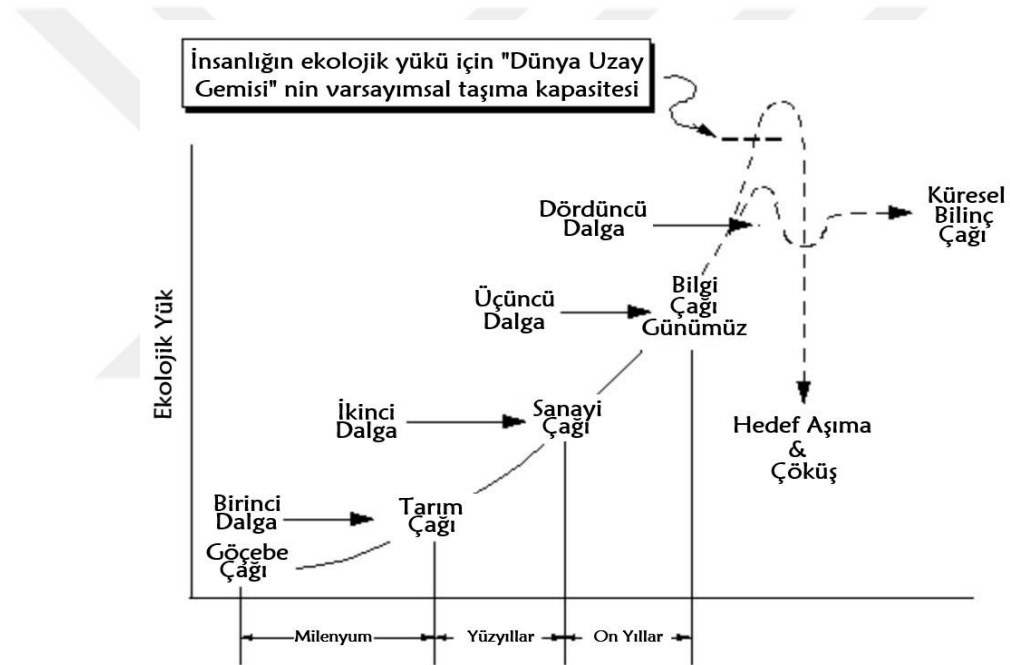 İnsanlığın ekolojik yükü için "Dünya Uzay
Gemisi" nin varsayımsal taşıma kapasitesi
Küresel
Bilinç
Çağı
Dördüncü
Dalga
Bilgi
Çağı
Günümüz
Üçüncü
Dalga
Ekolojik Yük
İkinci
Dalga
Sanayi
Çağı
Hedef Aşıma
&
Çöküş
Birinci
Dalga
Tarım
Çağı
Göçebe
Çağı
Milenyum
Yüzyıllar
On Yıllar